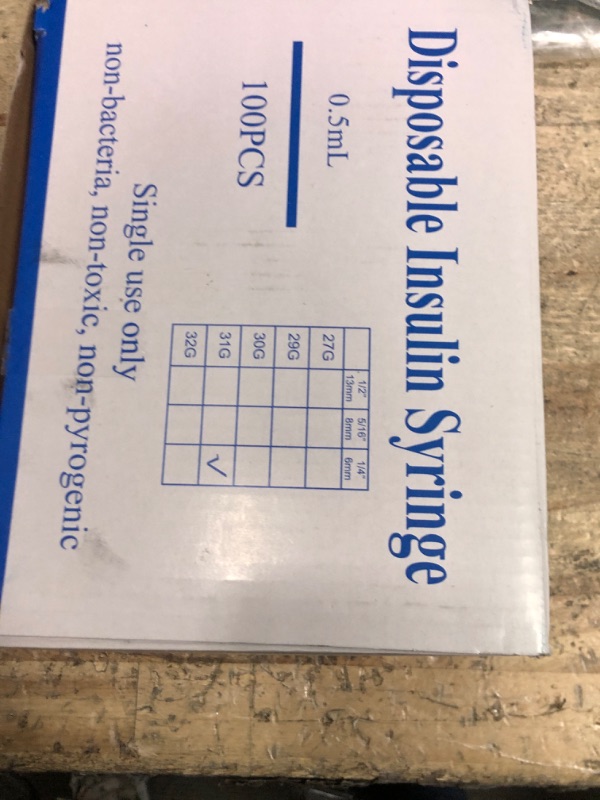 Disposable Insulin Syringe
0.5mL
100PCS
1/2" 5/16" 1/4"
13mm 8mm 6mm
27G
29G
30G
31G ✓
32G
Single use only
non-bacteria, non-toxic, non-pyrogenic